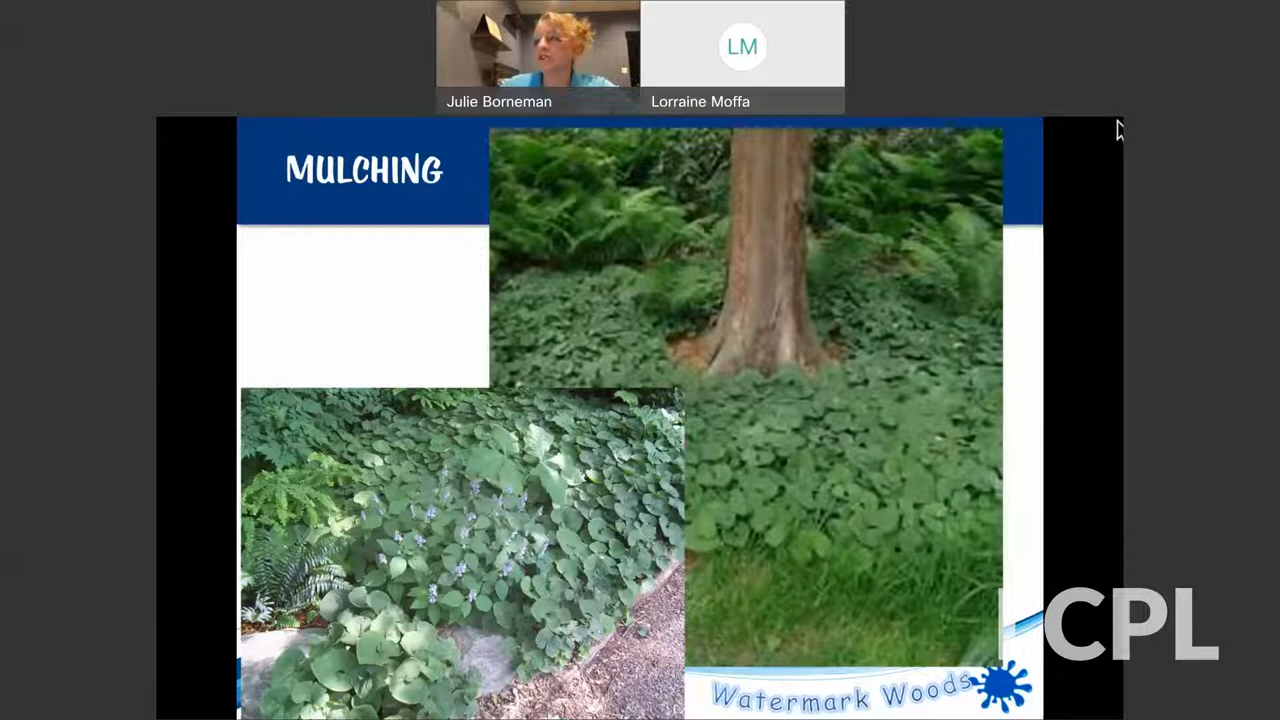 LM
Julie Borneman
Lorraine Moffa
MULCHING
CPL
Watermark Woods